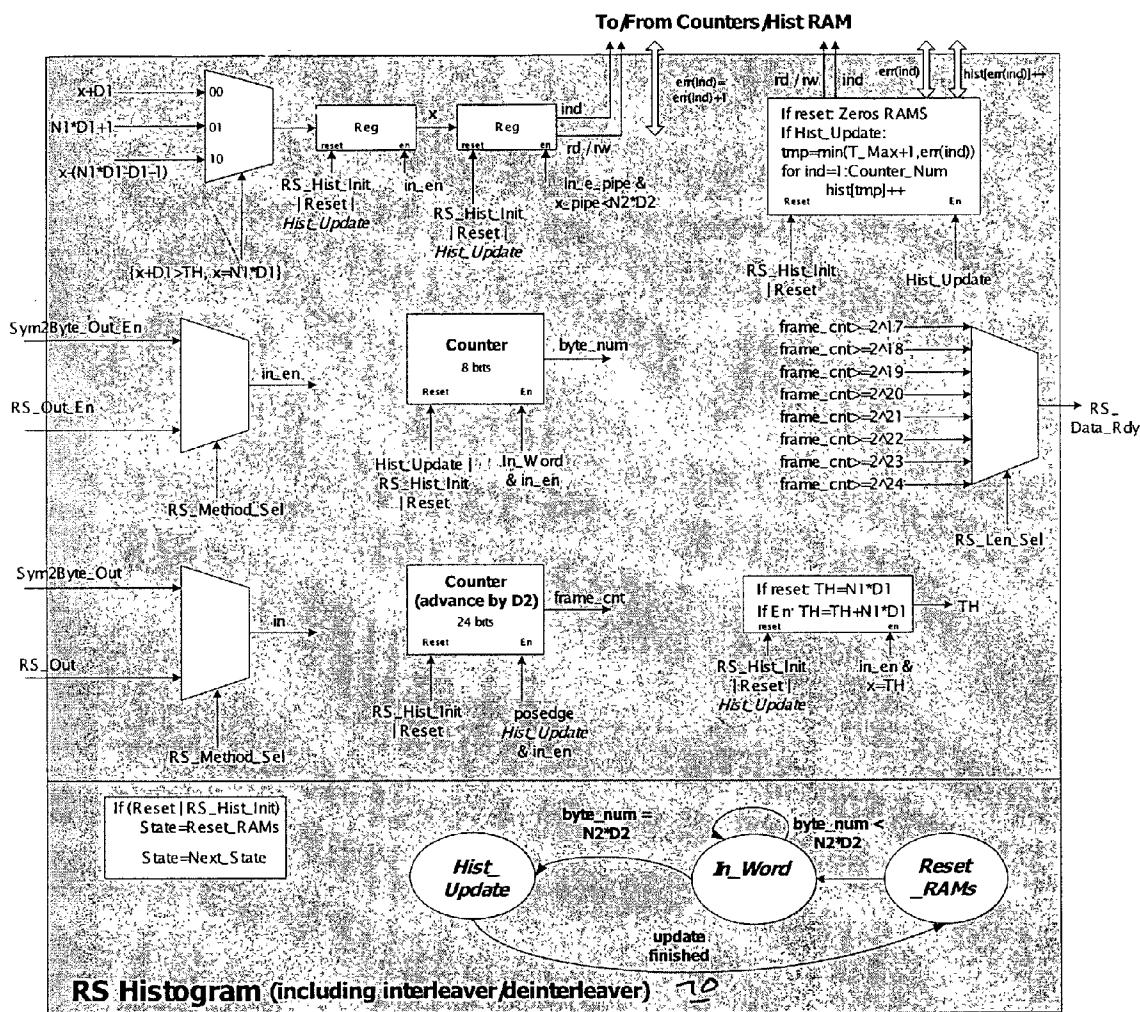 To/From Counters/Hist RAM
x+D1
N1*D1+1
x-(N1*D1-D1-1)
00
01
10
Reg
reset
en
x
Reg
reset
en
ind
rd / rw
err(ind)=
err(ind)+1
rd / rw
ind
err(ind)
hist[err(ind)]++
If reset: Zeros RAMS
If Hist_Update:
tmp=min(T_Max+1,err(ind))
for ind=1:Counter_Num
hist[tmp]++
Reset
En
RS_Hist_Init
|Reset|
Hist_Update
in_en
RS_Hist_Init
|Reset|
Hist_Update
In_e_pipe &
x_pipe<N2*D2
RS_Hist_Init
|Reset
Hist_Update
{x+D1>TH, x=N1*D1}
Sym2Byte_Out_En
RS_Out_En
in_en
RS_Method_Sel
Counter
8 bits
Reset
En
byte_num
Hist_Update |
RS_Hist_Init
|Reset
In_Word
& in_en
frame_cnt>=2^17
frame_cnt>=2^18
frame_cnt>=2^19
frame_cnt>=2^20
frame_cnt>=2^21
frame_cnt>=2^22
frame_cnt>=2^23
frame_cnt>=2^24
RS_
Data_Rdy
RS_Len_Sel
Sym2Byte_Out
RS_Out
in
RS_Method_Sel
Counter
(advance by D2)
24 bits
Reset
En
frame_cnt
RS_Hist_Init
|Reset
posedge
Hist_Update
& in_en
If reset: TH=N1*D1
If En: TH=TH+N1*D1
reset
en
TH
RS_Hist_Init
|Reset|
Hist_Update
in_en &
x=TH
If (Reset|RS_Hist_Init)
State=Reset_RAMs
State=Next_State
byte_num =
N2*D2
byte_num <
N2*D2
Hist_
Update
In_Word
Reset
_RAMs
update
finished
RS Histogram (including interleaver/deinterleaver) 70